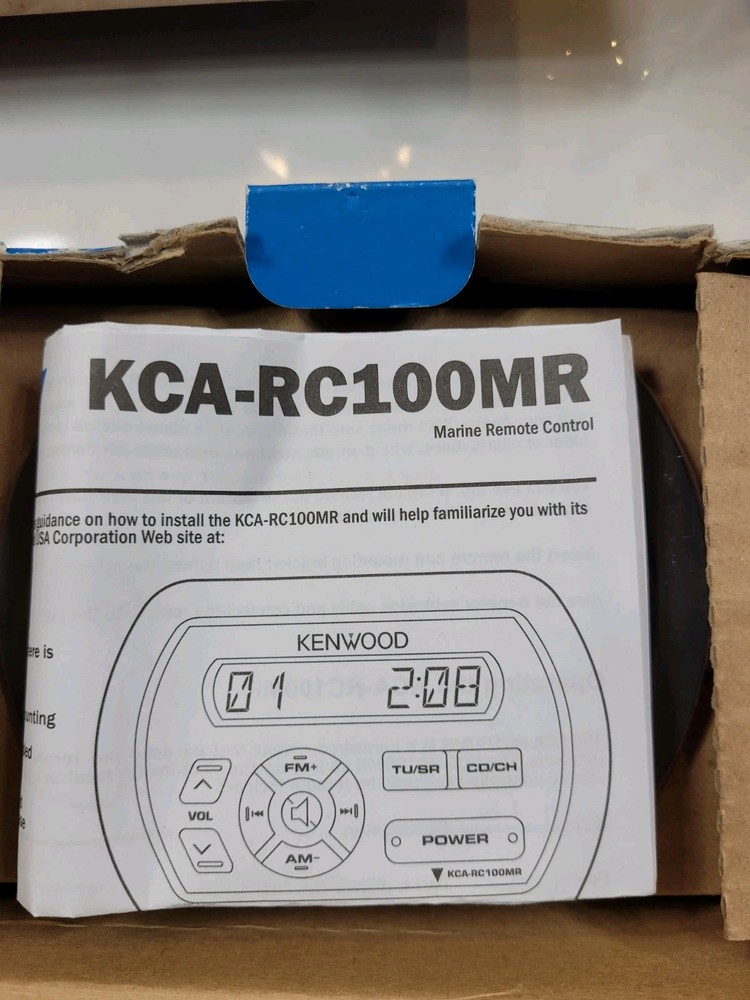 KCA-RC100MR
Marine Remote Control
guidance on how to install the KCA-RC100MR and will help familiarize you with its
USA Corporation Web site at:
is
KENWOOD
01 2:08
FM+
TU/SR CD/CH
VOL
POWER
AM-
KCA-RC100MR